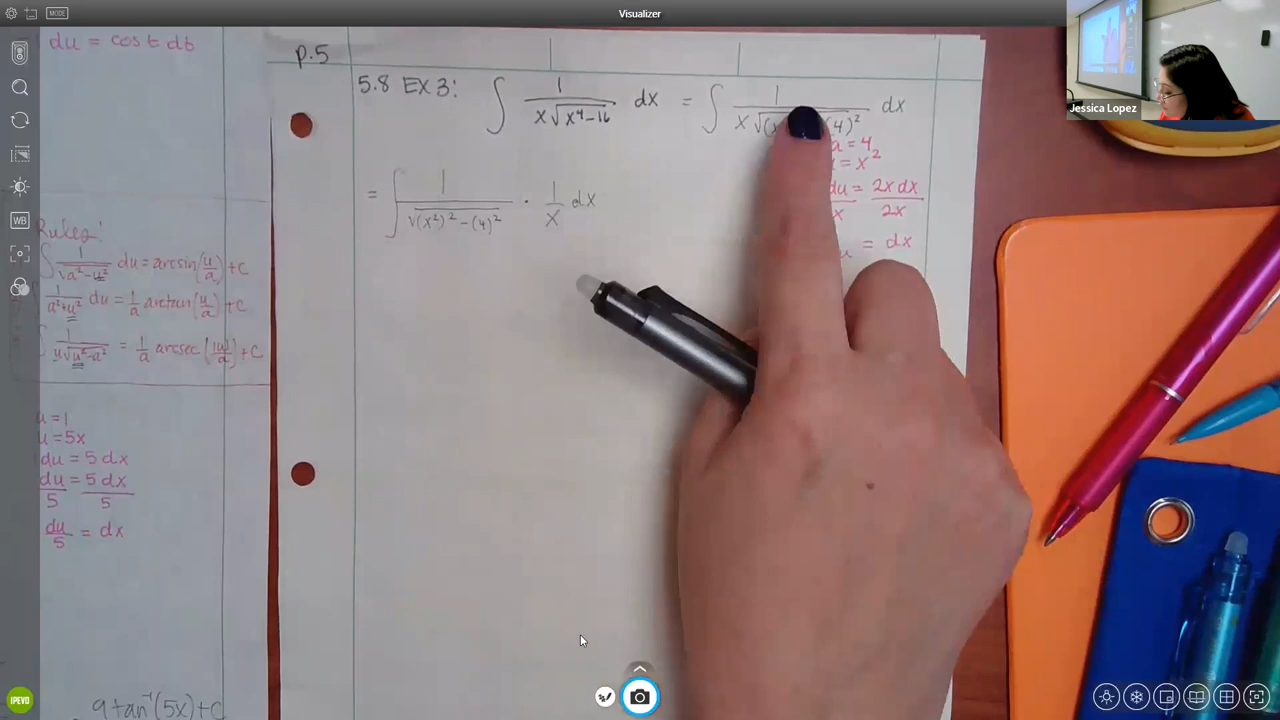 MODE
Visualizer
Jessica Lopez
du = cos t dt
Rules:
∫ 1/√(a²-u²) du = arcsin(u/a) + C
∫ 1/(a²+u²) du = 1/a arctan(u/a) + C
∫ 1/(u√(u²-a²)) = 1/a arcsec(|u|/a) + C
u = 1
u = 5x
du = 5 dx
du/5 = 5 dx/5
du/5 = dx
9 tan⁻¹(5x) + C
p.5
5.8 EX 3: ∫ 1/(x√(x⁴-16)) dx = ∫ 1/(x√( (4)²) dx
= ∫ 1/√((x²)²-(4)²) · 1/x dx
a = 4
= x²
du = 2x dx
x 2x
u = dx
WB
IPEVO